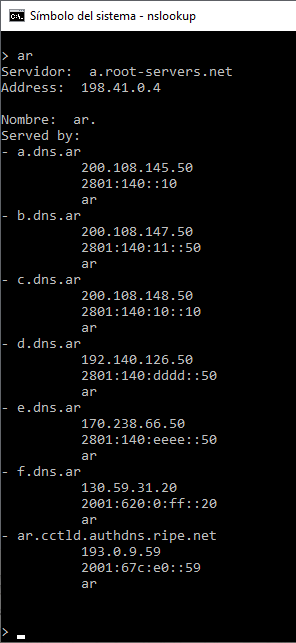 Símbolo del sistema - nslookup
> ar
Servidor:  a.root-servers.net
Address:  198.41.0.4
Nombre:  ar.
Served by:
- a.dns.ar
200.108.145.50
2801:140::10
ar
- b.dns.ar
200.108.147.50
2801:140:11::50
ar
- c.dns.ar
200.108.148.50
2801:140:10::10
ar
- d.dns.ar
192.140.126.50
2801:140:dddd::50
ar
- e.dns.ar
170.238.66.50
2801:140:eeee::50
ar
- f.dns.ar
130.59.31.20
2001:620:0:ff::20
ar
- ar.cctld.authdns.ripe.net
193.0.9.59
2001:67c:e0::59
ar
>